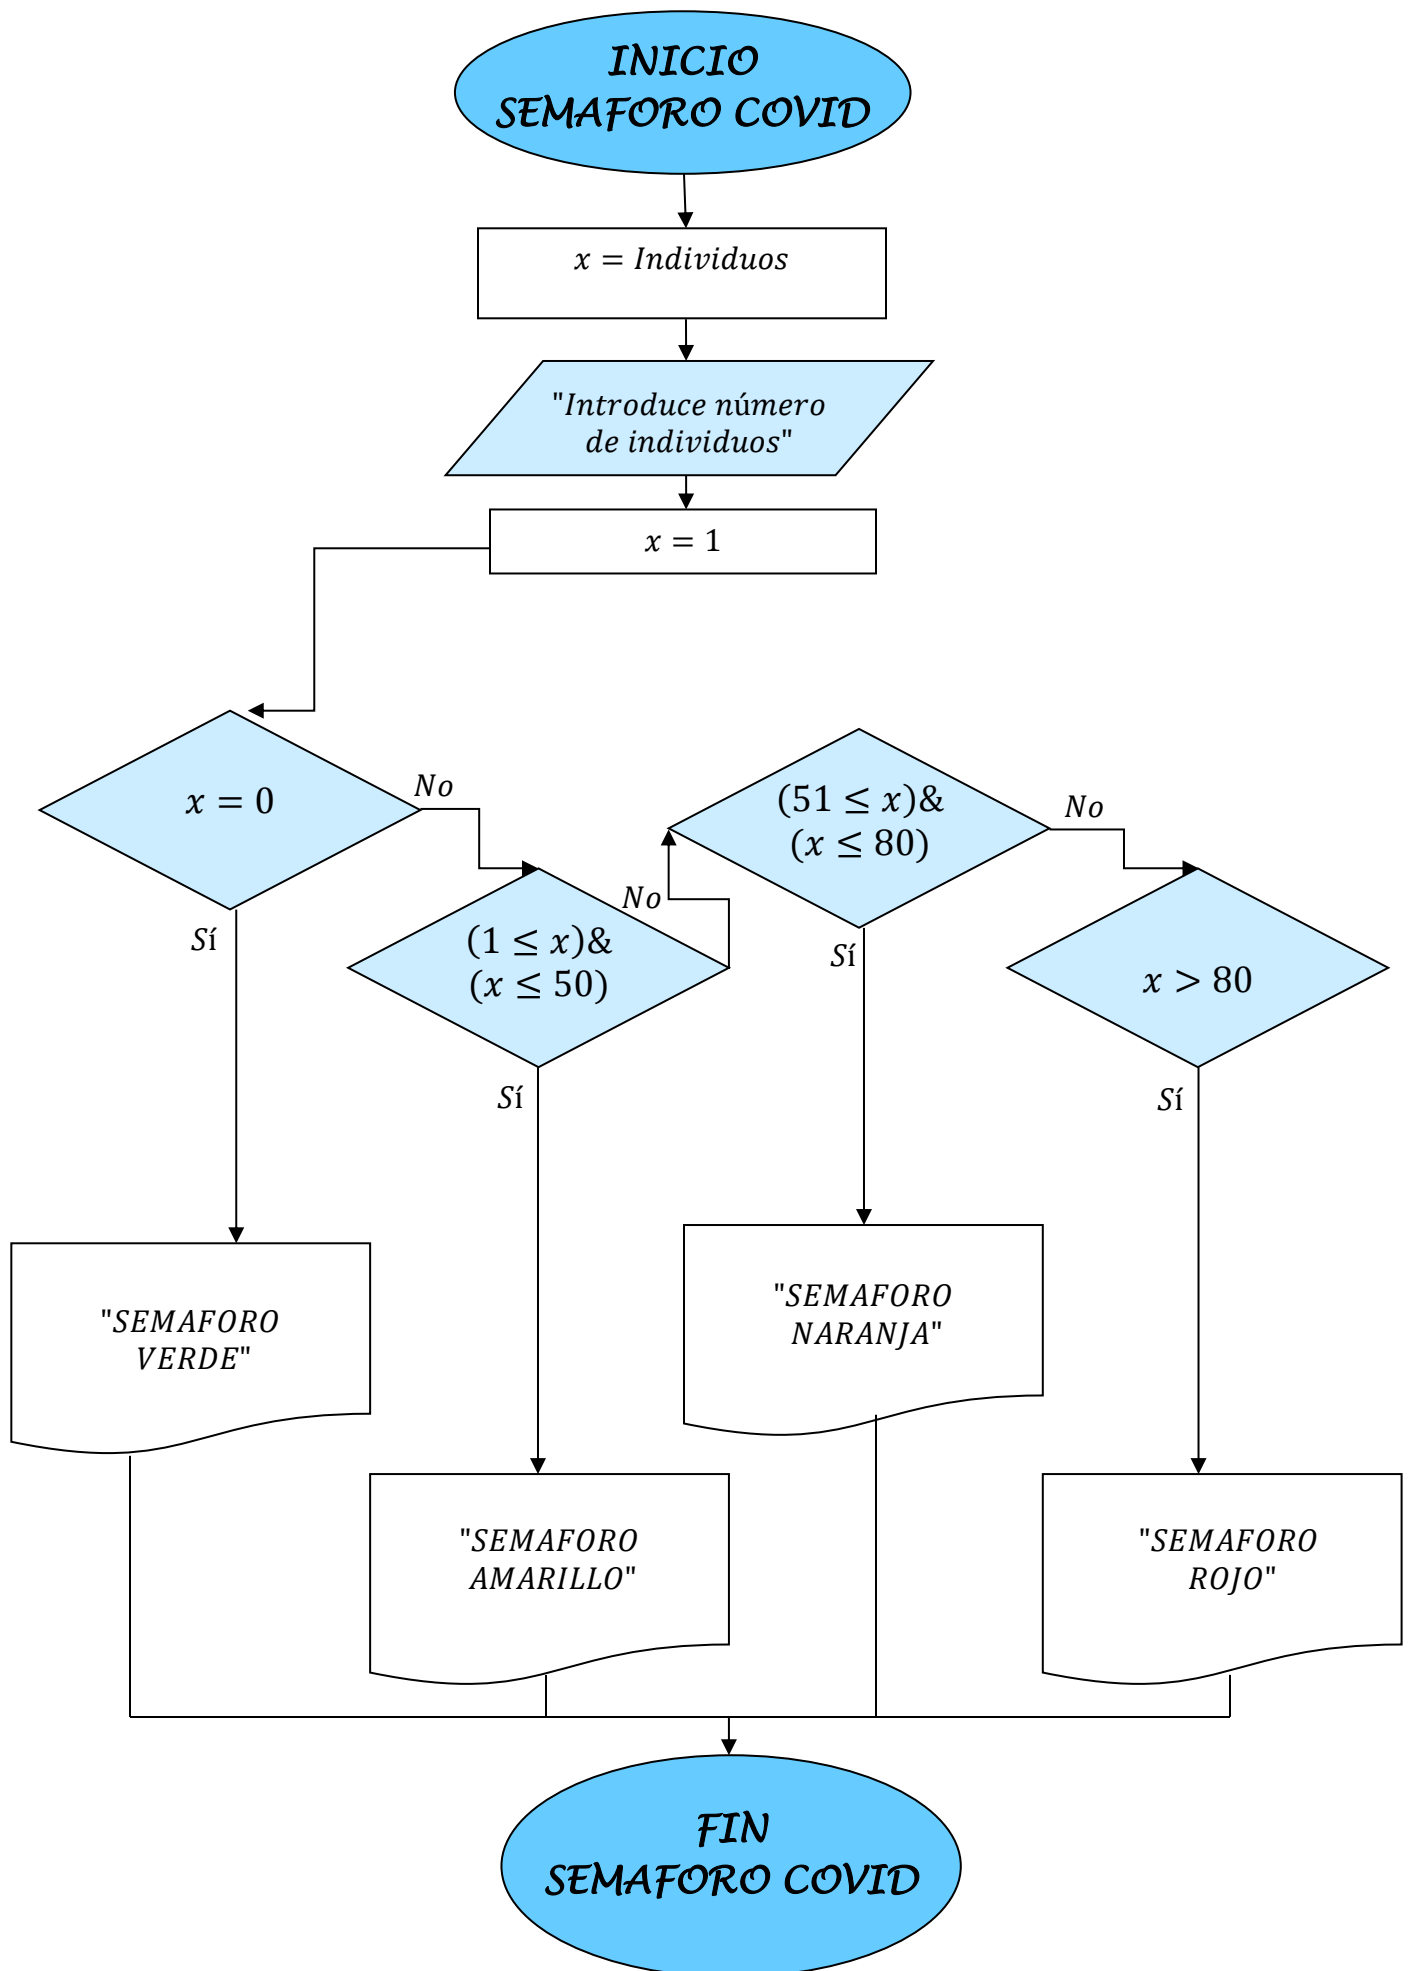 INICIO
SEMAFORO COVID
x = Individuos
"Introduce número
de individuos"
x = 1
x = 0
No
Sí
(1 ≤ x)&
(x ≤ 50)
No
Sí
(51 ≤ x)&
(x ≤ 80)
No
Sí
x > 80
Sí
"SEMAFORO
VERDE"
"SEMAFORO
AMARILLO"
"SEMAFORO
NARANJA"
"SEMAFORO
ROJO"
FIN
SEMAFORO COVID